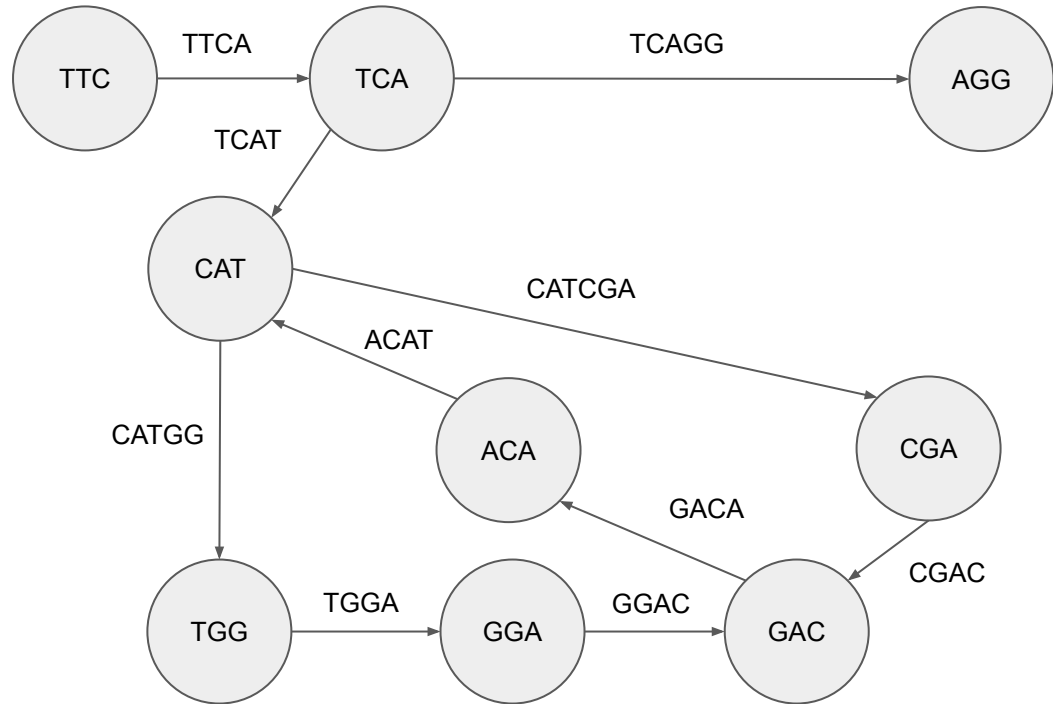 TTCA
TCAGG
TTC
TCA
AGG
TCAT
CAT
CATCGA
ACAT
CATGG
ACA
CGA
GACA
CGAC
TGGA
GGAC
TGG
GGA
GAC